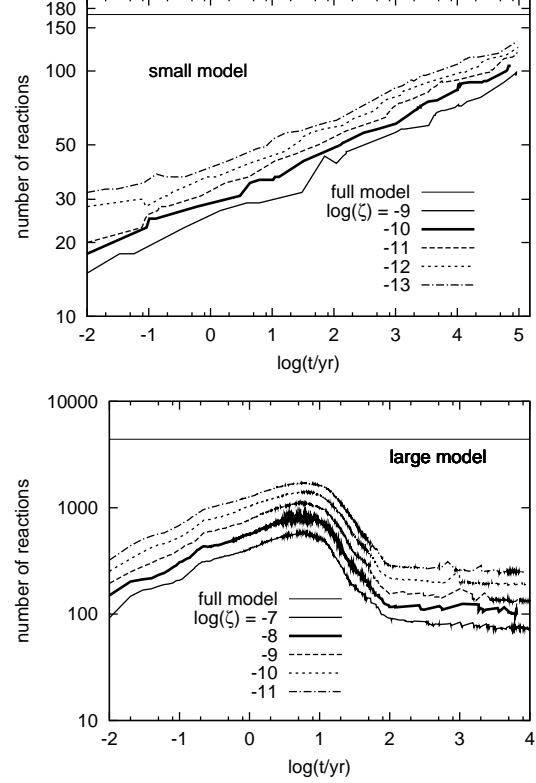 180
150
100
50
30
20
10
number of reactions
small model
full model
log(ζ) = -9
-10
-11
-12
-13
-2 -1 0 1 2 3 4 5
log(t/yr)
10000
1000
100
10
number of reactions
large model
full model
log(ζ) = -7
-8
-9
-10
-11
-2 -1 0 1 2 3 4
log(t/yr)